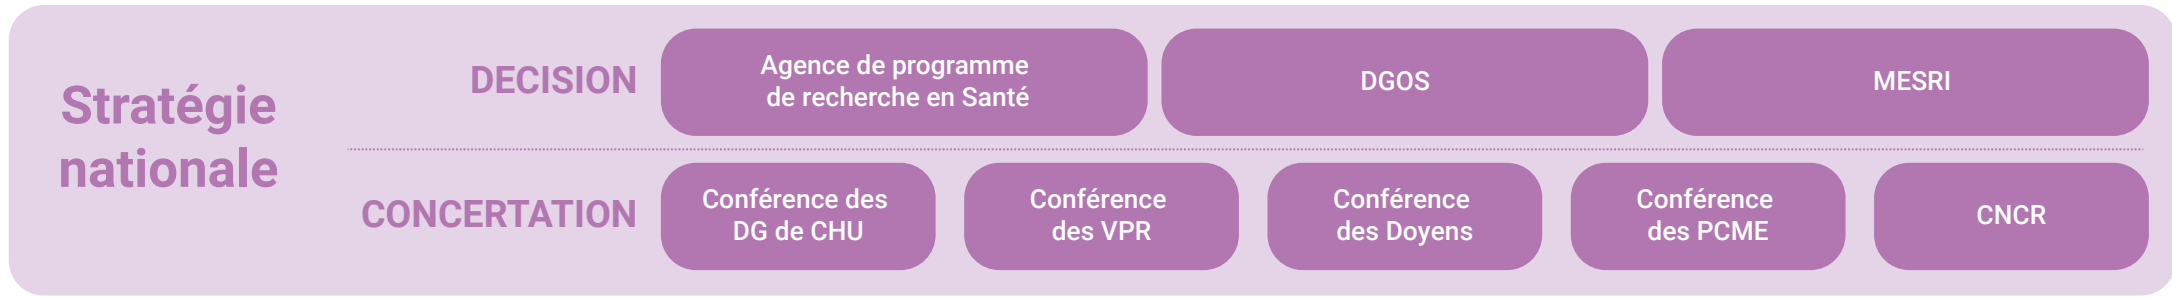 Stratégie
nationale
DECISION
Agence de programme
de recherche en Santé
DGOS
MESRI
CONCERTATION
Conférence des
DG de CHU
Conférence
des VPR
Conférence
des Doyens
Conférence
des PCME
CNCR